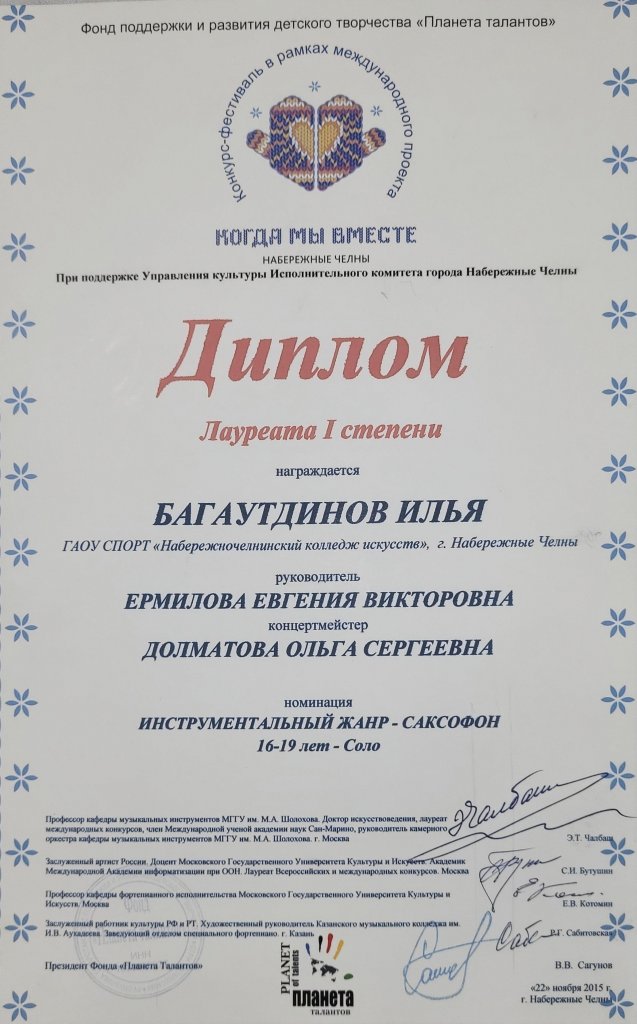 Фонд поддержки и развития детского творчества «Планета талантов»
Конкурс-фестиваль в рамках международного проекта
КОГДА МЫ ВМЕСТЕ
НАБЕРЕЖНЫЕ ЧЕЛНЫ
При поддержке Управления культуры Исполнительного комитета города Набережные Челны
Диплом
Лауреата I степени
награждается
БАГАУТДИНОВ ИЛЬЯ
ГАОУ СПОРТ «Набережночелнинский колледж искусств», г. Набережные Челны
руководитель
ЕРМИЛОВА ЕВГЕНИЯ ВИКТОРОВНА
концертмейстер
ДОЛМАТОВА ОЛЬГА СЕРГЕЕВНА
номинация
ИНСТРУМЕНТАЛЬНЫЙ ЖАНР - САКСОФОН
16-19 лет - Соло
Профессор кафедры музыкальных инструментов МГГУ им. М.А. Шолохова. Доктор искусствоведения, лауреат
международных конкурсов, член Международной ученой академии наук Сан-Марино, руководитель камерного
оркестра кафедры музыкальных инструментов МГГУ им. М.А. Шолохова. г. Москва
Э.Т. Чалбаш
Заслуженный артист России. Доцент Московского Государственного Университета Культуры и Искусств. Академик
Международной Академии информатизации при ООН. Лауреат Всероссийских и международных конкурсов. Москва
С.И. Бутушин
Профессор кафедры фортепианного исполнительства Московского Государственного Университета Культуры и
Искусств. Москва
Е.В. Котомин
Заслуженный работник культуры РФ и РТ. Художественный руководитель Казанского музыкального колледжа им.
И.В. Аукадеева. Заведующий отделом специального фортепиано. г. Казань
Р.Г. Сабитовская
Президент Фонда «Планета Талантов»
В.В. Сагунов
PLANET
of talents
планета
талантов
«22» ноября 2015 г.
г. Набережные Челны